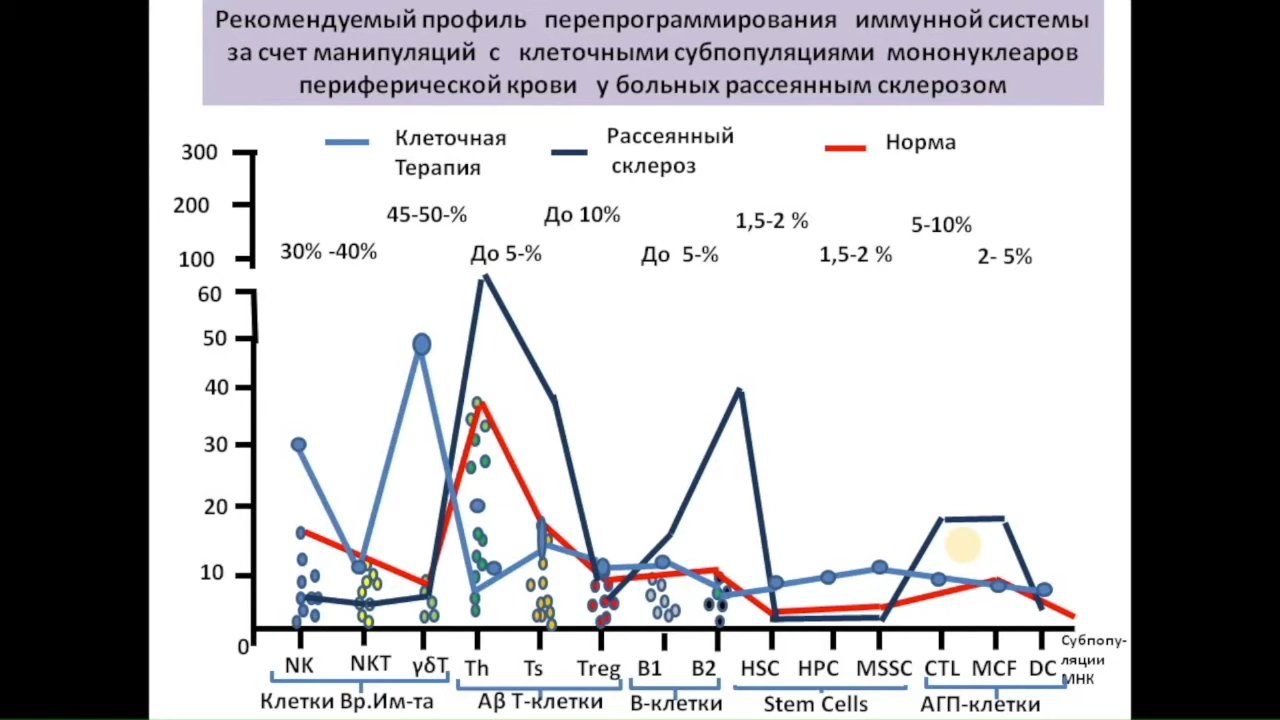 Рекомендуемый профиль перепрограммирования иммунной системы
за счет манипуляций с клеточными субпопуляциями мононуклеаров
периферической крови у больных рассеянным склерозом
Клеточная
Терапия
Рассеянный
склероз
Норма
300
200
100
60
50
40
30
20
10
0
45-50-%
До 10%
1,5-2 %
5-10%
30% -40%
До 5-%
До 5-%
1,5-2 %
2- 5%
NK NKT γδT Th Ts Treg B1 B2 HSC HPC MSSC CTL MCF DC
Субпопу-
ляции
МНК
Клетки Вр.Им-та Αβ Т-клетки В-клетки Stem Cells АГП-клетки